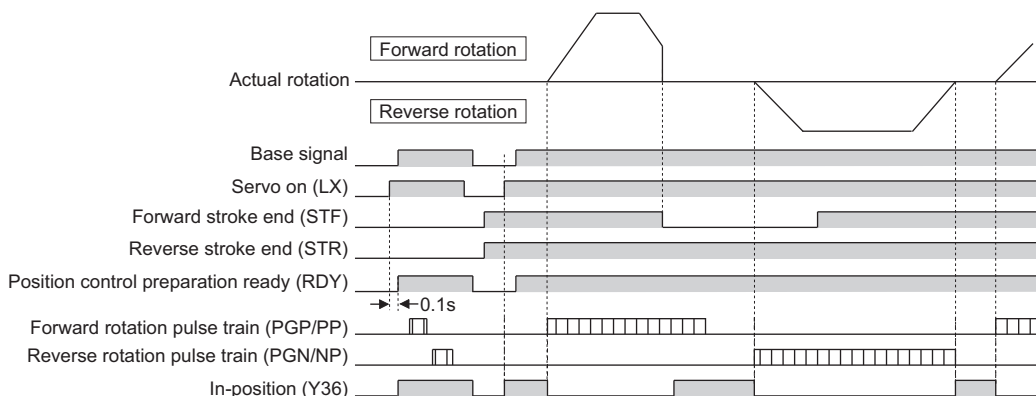 Forward rotation
Actual rotation
Reverse rotation
Base signal
Servo on (LX)
Forward stroke end (STF)
Reverse stroke end (STR)
Position control preparation ready (RDY)
0.1s
Forward rotation pulse train (PGP/PP)
Reverse rotation pulse train (PGN/NP)
In-position (Y36)